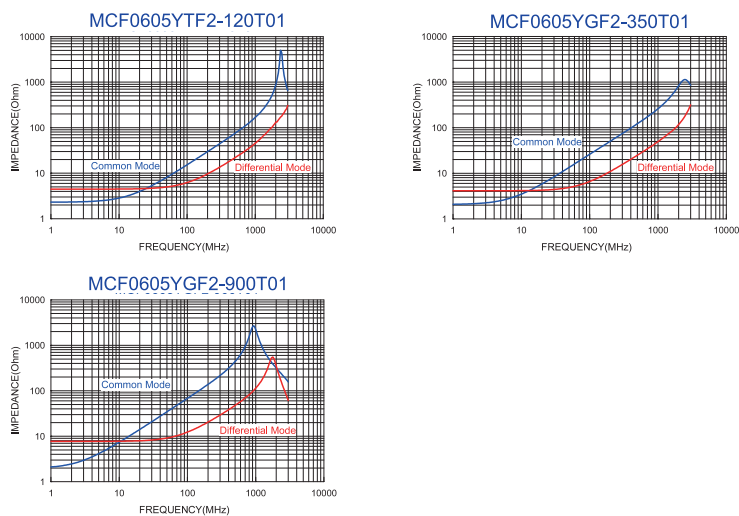 MCF0605YTF2-120T01
10000
1000
100
10
1
IMPEDANCE(Ohm)
Common Mode
Differential Mode
1 10 100 1000 10000
FREQUENCY(MHz)
MCF0605YGF2-350T01
10000
1000
100
10
1
IMPEDANCE(Ohm)
Common Mode
Differential Mode
1 10 100 1000 10000
FREQUENCY(MHz)
MCF0605YGF2-900T01
10000
1000
100
10
1
IMPEDANCE(Ohm)
Common Mode
Differential Mode
1 10 100 1000 10000
FREQUENCY(MHz)